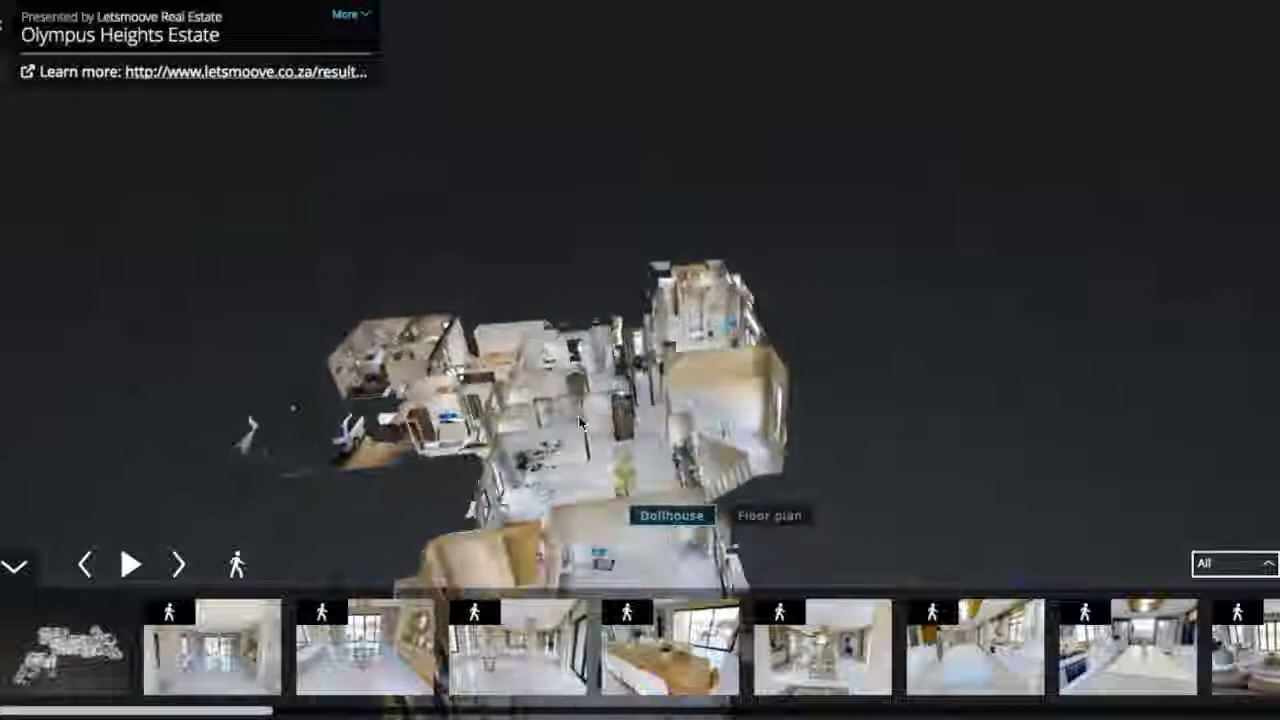 Presented by Letsmoove Real Estate
More
Olympus Heights Estate
Learn more: http://www.letsmoove.co.za/result...
Dollhouse
Floor plan
All